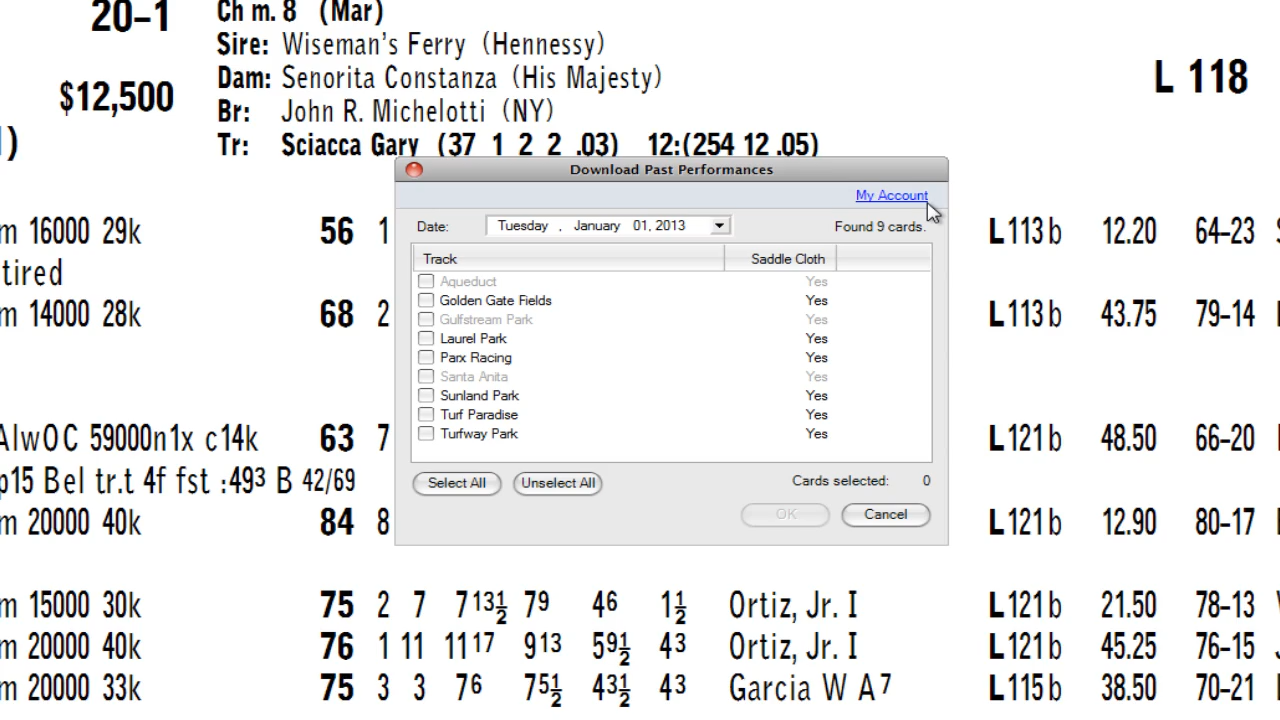 20–1
Ch m. 8 (Mar)
Sire: Wiseman's Ferry (Hennessy)
Dam: Senorita Constanza (His Majesty)
$12,500
L 118
Br: John R. Michelotti (NY)
Tr: Sciacca Gary (37 1 2 2 .03) 12:(254 12 .05)
Download Past Performances
My Account
Date: Tuesday , January 01, 2013 Found 9 cards.
Track Saddle Cloth
Aqueduct Yes
Golden Gate Fields Yes
Gulfstream Park Yes
Laurel Park Yes
Parx Racing Yes
Santa Anita Yes
Sunland Park Yes
Turf Paradise Yes
Turfway Park Yes
Select All Unselect All Cards selected: 0
OK Cancel
m 16000 29k 56 1 L113 b 12.20 64–23
tired
m 14000 28k 68 2 L113 b 43.75 79–14
AlwOC 59000n1x c14k 63 7 L121 b 48.50 66–20
p15 Bel tr.t 4f fst :493 B 42/69
m 20000 40k 84 8 L121 b 12.90 80–17
m 15000 30k 75 2 7 713½ 79 46 1½ Ortiz, Jr. I L121 b 21.50 78–13
m 20000 40k 76 1 11 1117 913 59½ 43 Ortiz, Jr. I L121 b 45.25 76–15
m 20000 33k 75 3 3 76 75½ 43½ 43 Garcia W A7 L115 b 38.50 70–21